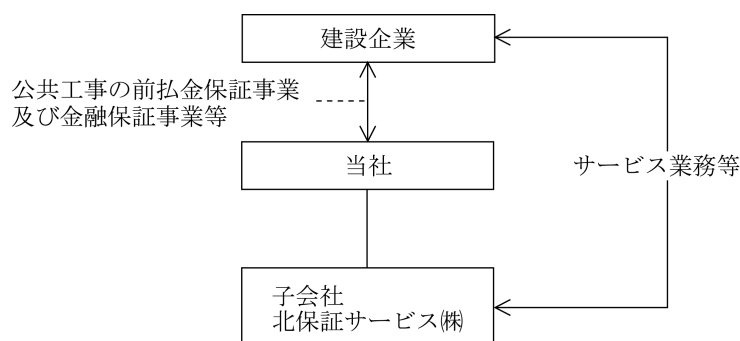 建設企業
公共工事の前払金保証事業
及び金融保証事業等
当社
サービス業務等
子会社
北保証サービス㈱